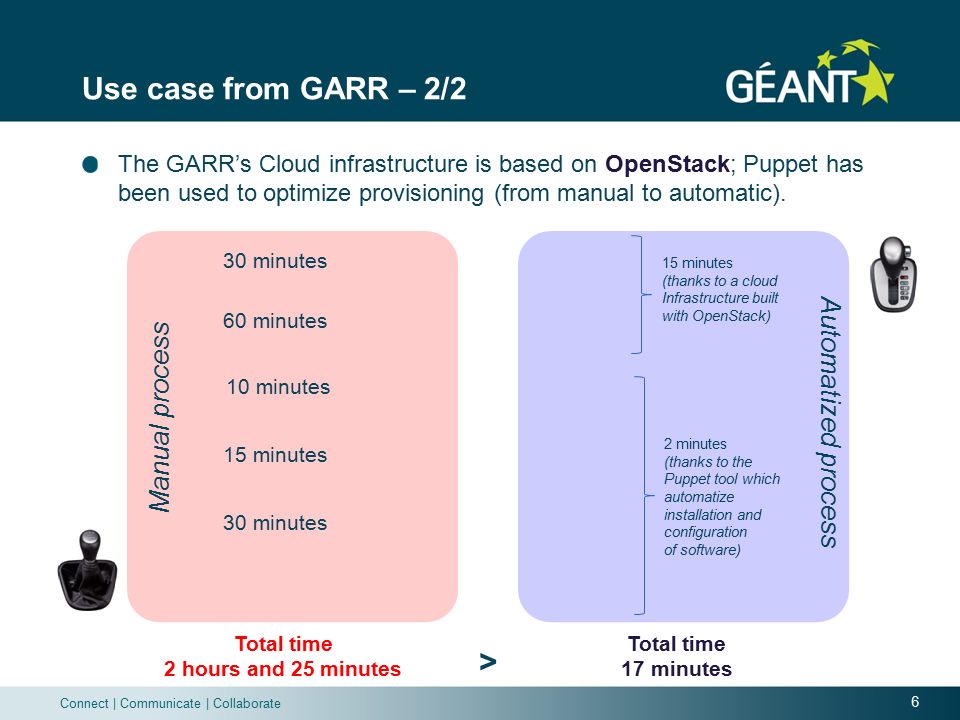 Use case from GARR – 2/2
GÉANT
The GARR’s Cloud infrastructure is based on OpenStack; Puppet has
been used to optimize provisioning (from manual to automatic).
Manual process
30 minutes
60 minutes
10 minutes
15 minutes
30 minutes
15 minutes
(thanks to a cloud
Infrastructure built
with OpenStack)
2 minutes
(thanks to the
Puppet tool which
automatize
installation and
configuration
of software)
Automatized process
Total time
2 hours and 25 minutes
>
Total time
17 minutes
Connect | Communicate | Collaborate
6